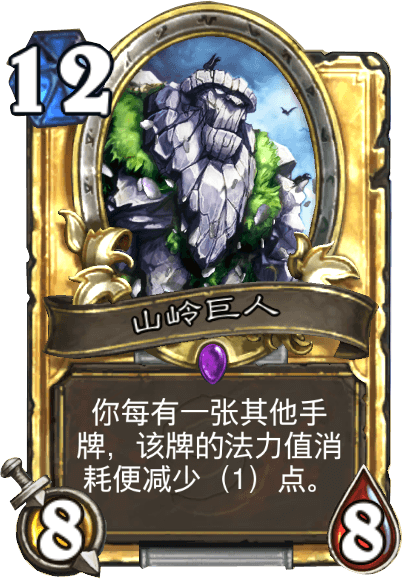 12
山岭巨人
你每有一张其他手
牌，该牌的法力值消
耗便减少（1）点。
8
8